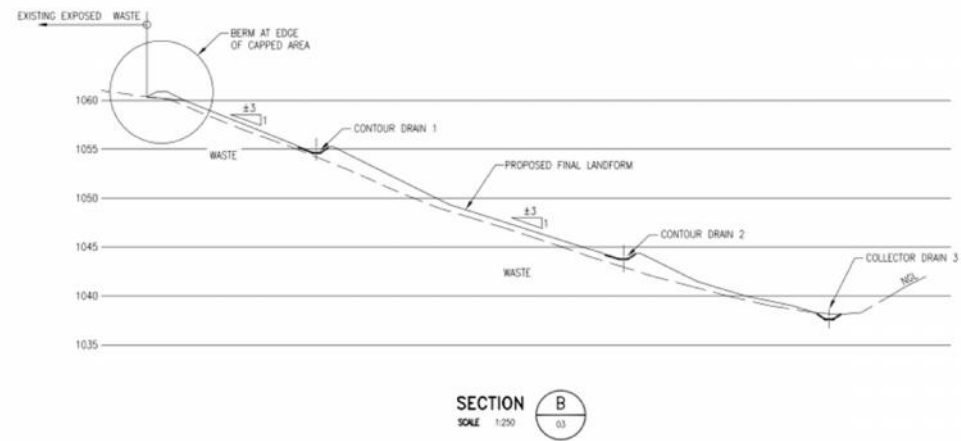 EXISTING EXPOSED WASTE
BERM AT EDGE
OF CAPPED AREA
1060
±3
1
CONTOUR DRAIN 1
1055
WASTE
PROPOSED FINAL LANDFORM
1050
±3
1
CONTOUR DRAIN 2
1045
WASTE
COLLECTOR DRAIN 3
NGL
1040
1035
SECTION
B
SCALE 1:250
03